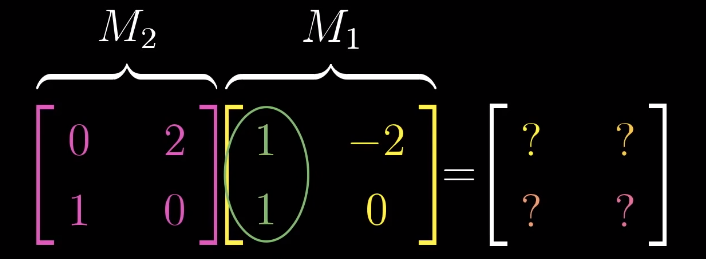 M₂ M₁
0 2 1 −2 ? ?
=
1 0 1 0 ? ?